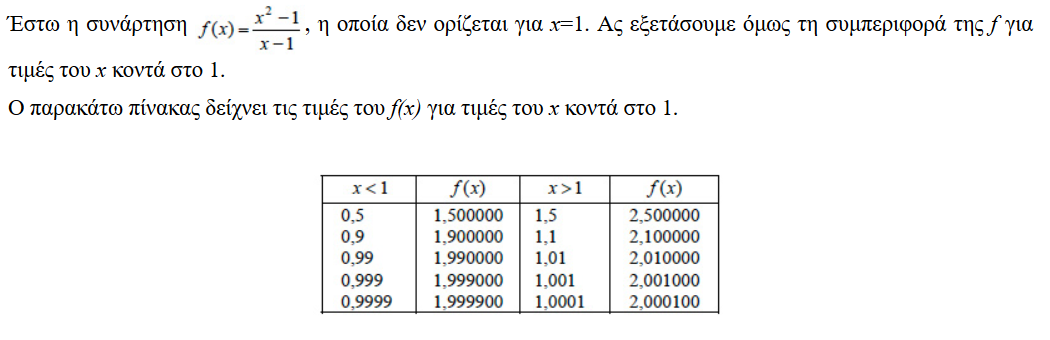 Έστω η συνάρτηση f(x)=x²−1/x−1, η οποία δεν ορίζεται για x=1. Ας εξετάσουμε όμως τη συμπεριφορά της f για
τιμές του x κοντά στο 1.
Ο παρακάτω πίνακας δείχνει τις τιμές του f(x) για τιμές του x κοντά στο 1.
x<1 f(x) x>1 f(x)
0,5 1,500000 1,5 2,500000
0,9 1,900000 1,1 2,100000
0,99 1,990000 1,01 2,010000
0,999 1,999000 1,001 2,001000
0,9999 1,999900 1,0001 2,000100